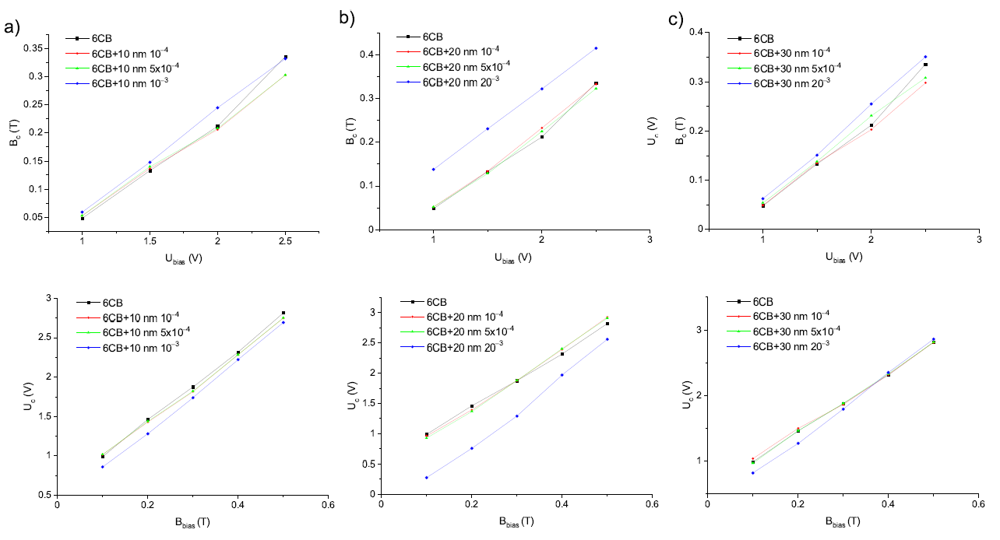 a)
6CB
6CB+10 nm 10⁻⁴
6CB+10 nm 5x10⁻⁴
6CB+10 nm 10⁻³
0.35
0.3
0.25
0.2
0.15
0.1
0.05
B꜀ (T)
1
1.5
2
2.5
U_bias (V)
b)
6CB
6CB+20 nm 10⁻⁴
6CB+20 nm 5x10⁻⁴
6CB+20 nm 20⁻³
0.4
0.3
0.2
0.1
0
B꜀ (T)
1
2
3
U_bias (V)
c)
6CB
6CB+30 nm 10⁻⁴
6CB+30 nm 5x10⁻⁴
6CB+30 nm 20⁻³
0.4
0.3
0.2
0.1
0
U꜀ (V)
B꜀ (T)
1
2
3
U_bias (V)
6CB
6CB+10 nm 10⁻⁴
6CB+10 nm 5x10⁻⁴
6CB+10 nm 10⁻³
3
2.5
2
1.5
1
0.5
U꜀ (V)
0
0.2
0.4
0.6
B_bias (T)
6CB
6CB+20 nm 10⁻⁴
6CB+20 nm 5x10⁻⁴
6CB+20 nm 20⁻³
3
2.5
2
1.5
1
0.5
0
U꜀ (V)
0
0.2
0.4
0.6
B_bias (T)
6CB
6CB+30 nm 10⁻⁴
6CB+30 nm 5x10⁻⁴
6CB+30 nm 20⁻³
3
2
1
U꜀ (V)
0
0.2
0.4
0.6
B_bias (T)